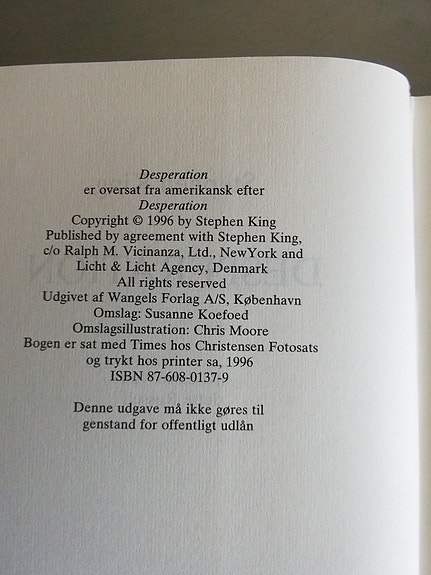 Desperation
er oversat fra amerikansk efter
Desperation
Copyright © 1996 by Stephen King
Published by agreement with Stephen King,
c/o Ralph M. Vicinanza, Ltd., NewYork and
Licht & Licht Agency, Denmark
All rights reserved
Udgivet af Wangels Forlag A/S, København
Omslag: Susanne Koefoed
Omslagsillustration: Chris Moore
Bogen er sat med Times hos Christensen Fotosats
og trykt hos printer sa, 1996
ISBN 87-608-0137-9
Denne udgave må ikke gøres til
genstand for offentligt udlån